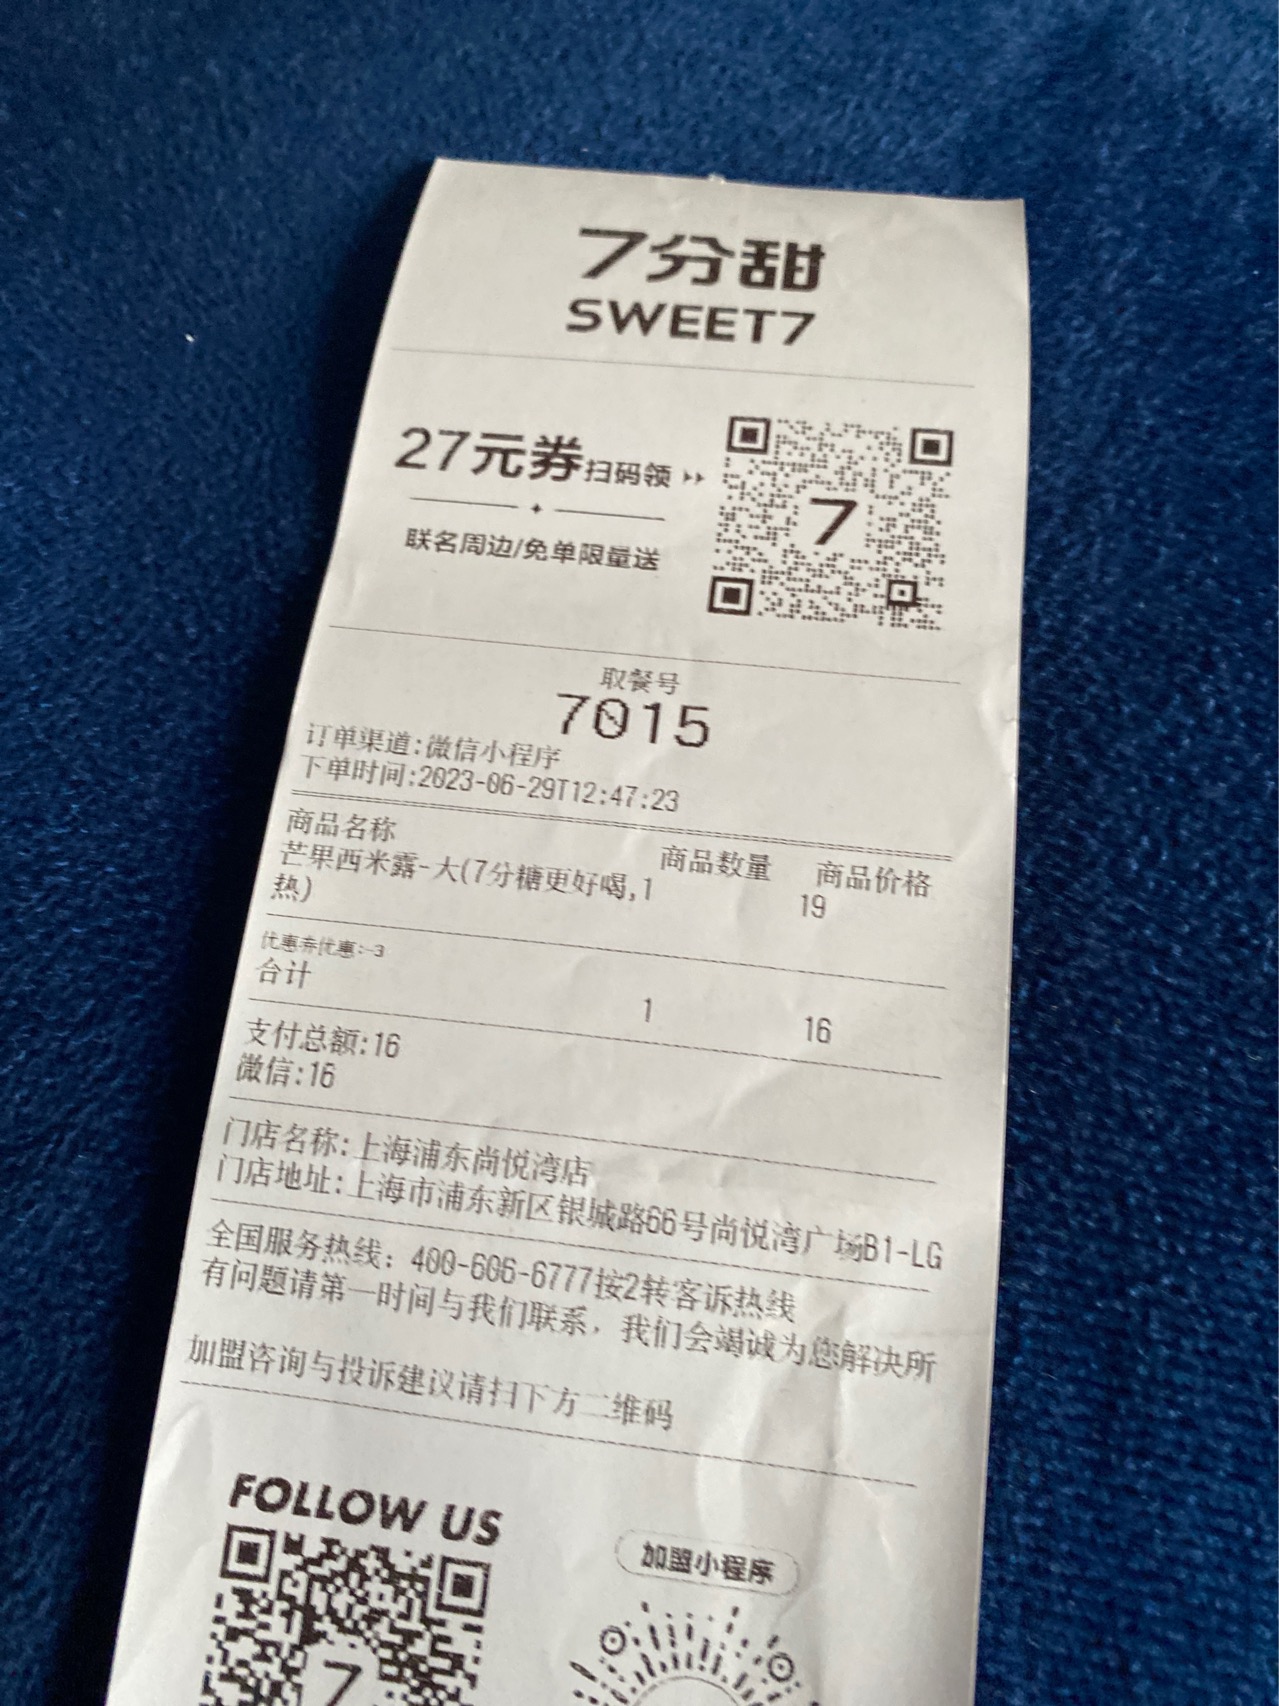 7分甜
SWEET7
27元券扫码领
联名周边/免单限量送
7
取餐号
7015
订单渠道:微信小程序
下单时间:2023-06-29T12:47:23
商品名称 商品数量 商品价格
芒果西米露-大(7分糖更好喝,1 19
热)
优惠券优惠:-3
合计 1 16
支付总额:16
微信:16
门店名称:上海浦东尚悦湾店
门店地址:上海市浦东新区银城路66号尚悦湾广场B1-LG
全国服务热线：400-606-6777按2转客诉热线
有问题请第一时间与我们联系，我们会竭诚为您解决所
加盟咨询与投诉建议请扫下方二维码
FOLLOW US
加盟小程序
7